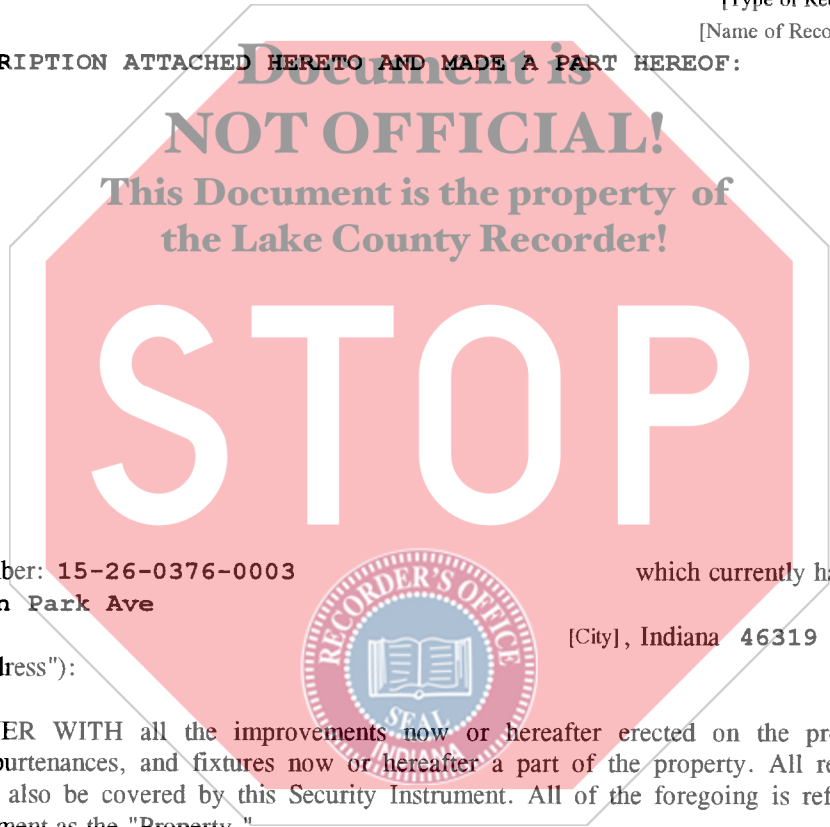 [Type of Re
[Name of Reco
RIPTION ATTACHED HERETO AND MADE A PART HEREOF:
Document is
NOT OFFICIAL!
This Document is the property of
the Lake County Recorder!
STOP
ber: 15-26-0376-0003 which currently ha
n Park Ave
[City], Indiana 46319
dress"):
RECORDER'S OFFICE
SEAL
INDIANA
ER WITH all the improvements now or hereafter erected on the pro
ourtenances, and fixtures now or hereafter a part of the property. All re
also be covered by this Security Instrument. All of the foregoing is ref
ment as the "Property."